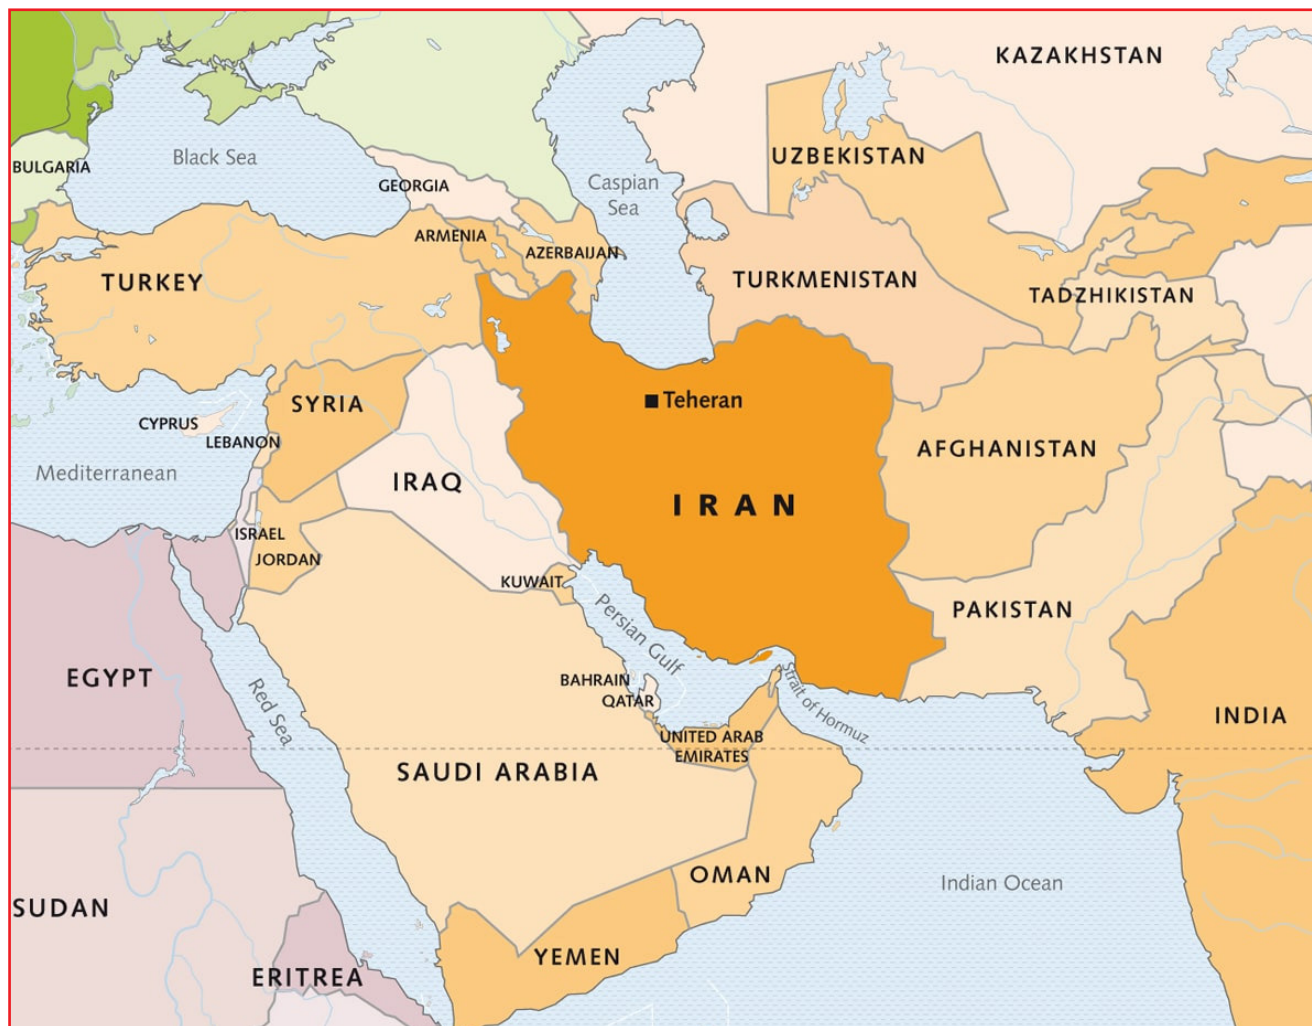 KAZAKHSTAN
Black Sea
BULGARIA
UZBEKISTAN
GEORGIA
Caspian
Sea
ARMENIA
AZERBAIJAN
TURKEY
TURKMENISTAN
TADZHIKISTAN
Teheran
SYRIA
CYPRUS
LEBANON
AFGHANISTAN
Mediterranean
IRAQ
IRAN
ISRAEL
JORDAN
KUWAIT
PAKISTAN
Persian Gulf
EGYPT
BAHRAIN
QATAR
Strait of Hormuz
Red Sea
INDIA
UNITED ARAB
EMIRATES
SAUDI ARABIA
OMAN
Indian Ocean
SUDAN
YEMEN
ERITREA